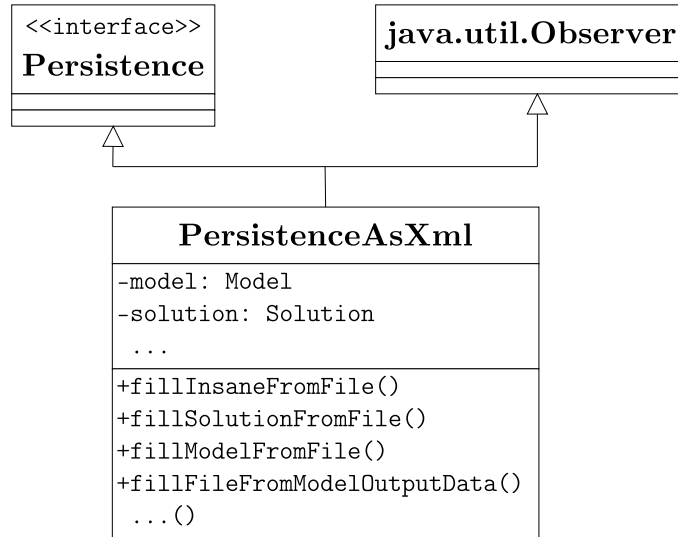 <<interface>>
Persistence
java.util.Observer
PersistenceAsXml
-model: Model
-solution: Solution
...
+fillInsaneFromFile()
+fillSolutionFromFile()
+fillModelFromFile()
+fillFileFromModelOutputData()
...()